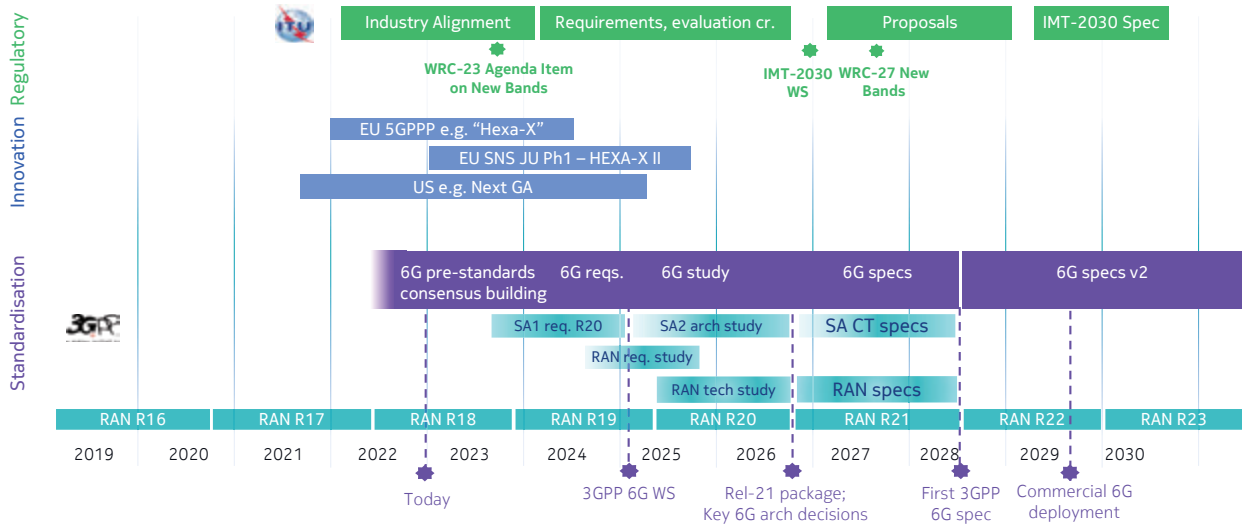 Regulatory
ITU
Industry Alignment
Requirements, evaluation cr.
Proposals
IMT-2030 Spec
WRC-23 Agenda Item
on New Bands
IMT-2030
WS
WRC-27 New
Bands
Innovation
EU 5GPPP e.g. “Hexa-X”
EU SNS JU Ph1 – HEXA-X II
US e.g. Next GA
Standardisation
3GPP
6G pre-standards
consensus building
6G reqs.
6G study
6G specs
6G specs v2
SA1 req. R20
SA2 arch study
SA CT specs
RAN req. study
RAN tech study
RAN specs
RAN R16
RAN R17
RAN R18
RAN R19
RAN R20
RAN R21
RAN R22
RAN R23
2019
2020
2021
2022
2023
2024
2025
2026
2027
2028
2029
2030
Today
3GPP 6G WS
Rel-21 package;
Key 6G arch decisions
First 3GPP
6G spec
Commercial 6G
deployment